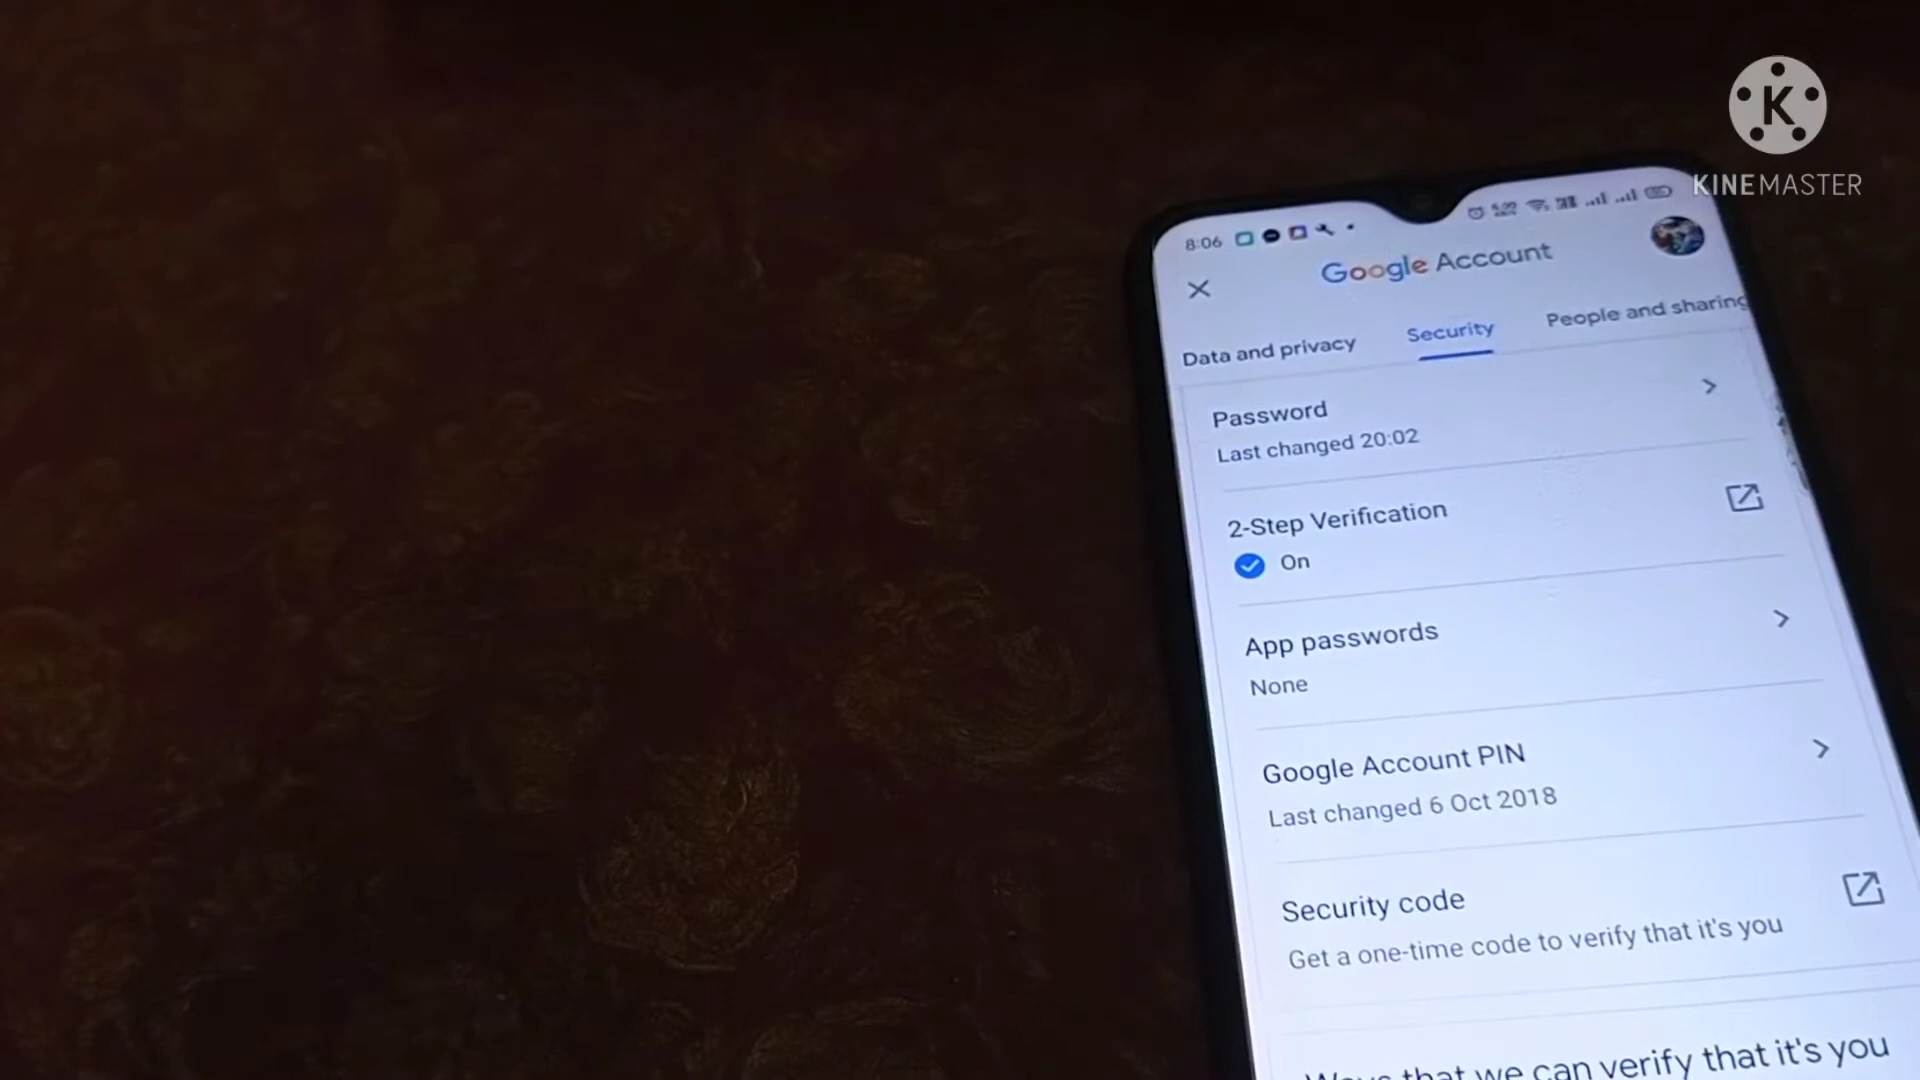 K
KINEMASTER
8:06
Google Account
Data and privacy
Security
People and sharing
Password
Last changed 20:02
2-Step Verification
On
App passwords
None
Google Account PIN
Last changed 6 Oct 2018
Security code
Get a one-time code to verify that it's you
that we can verify that it's you